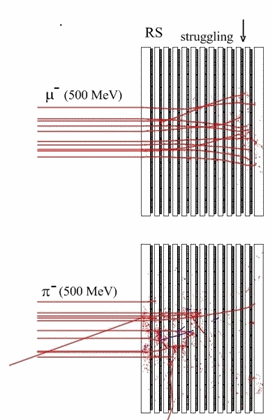 RS
struggling
μ⁻ (500 MeV)
π⁻ (500 MeV)